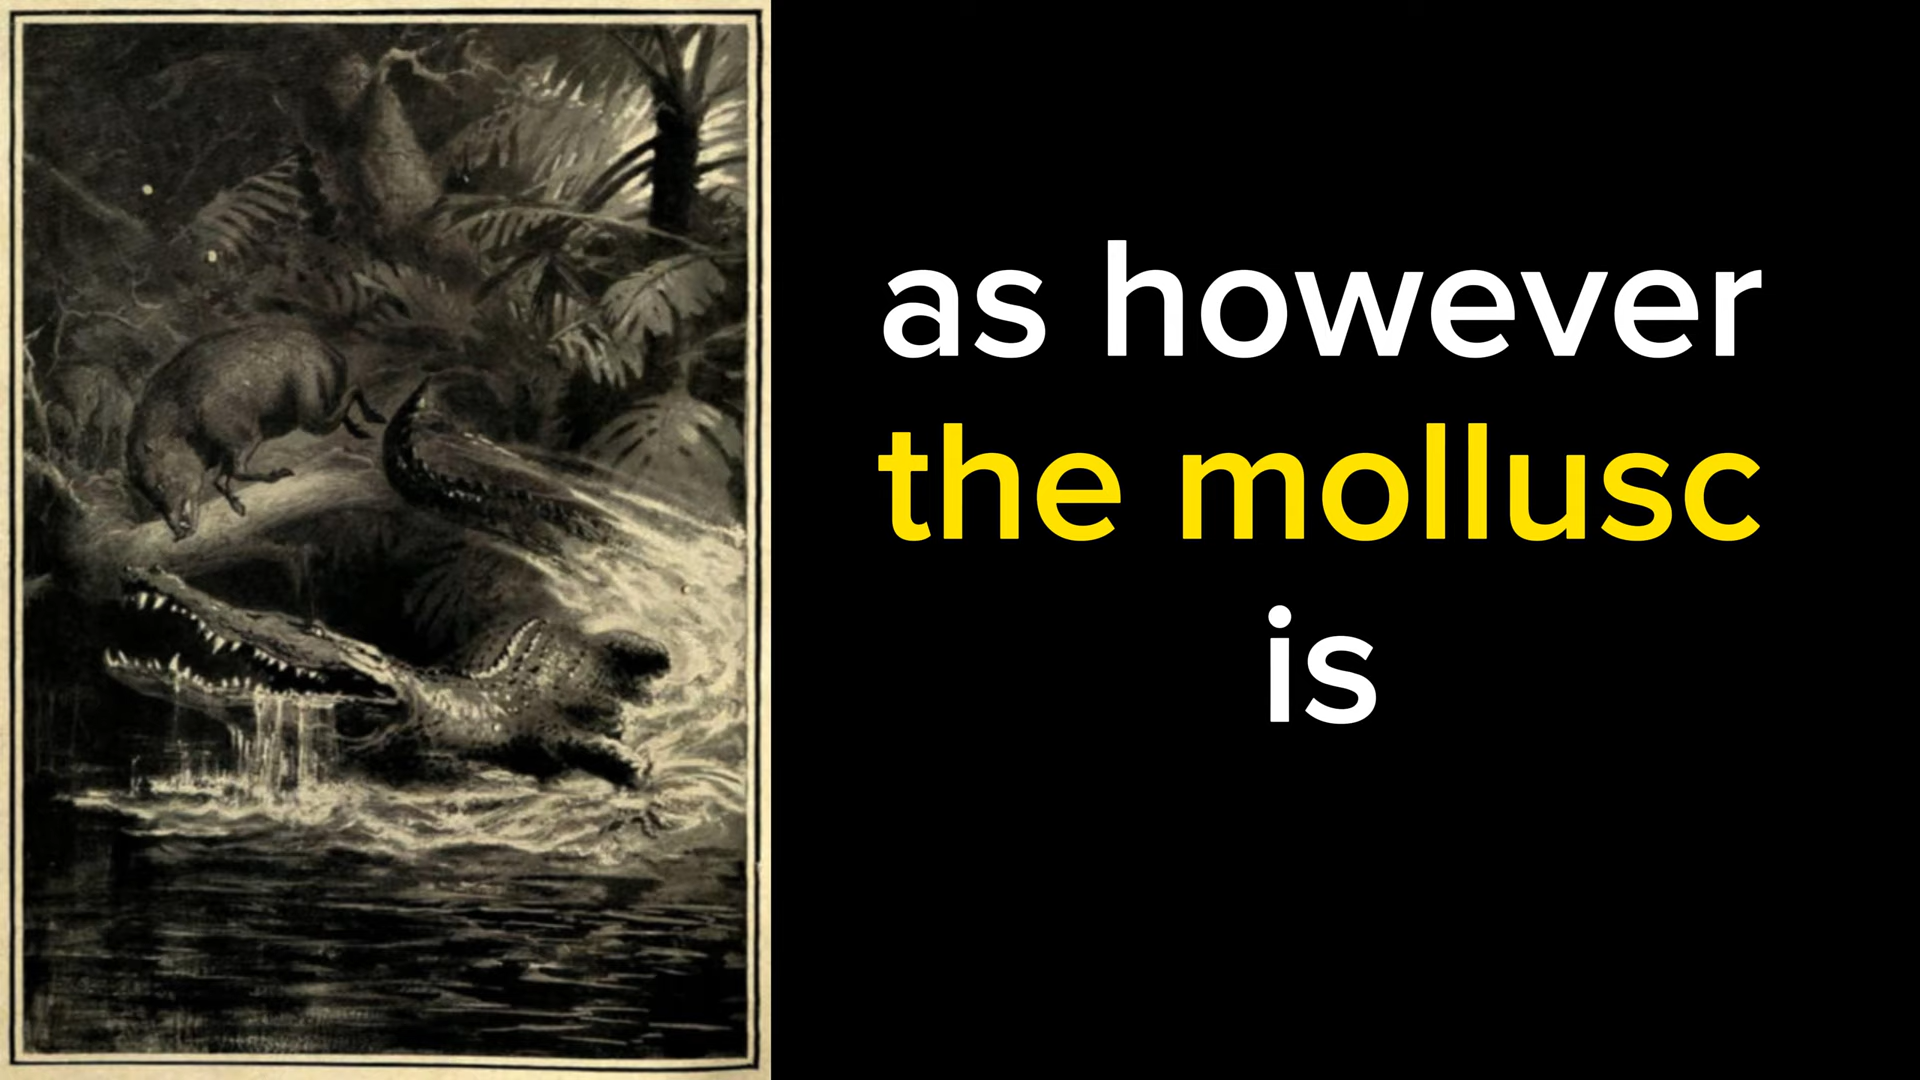 as however
the mollusc
is